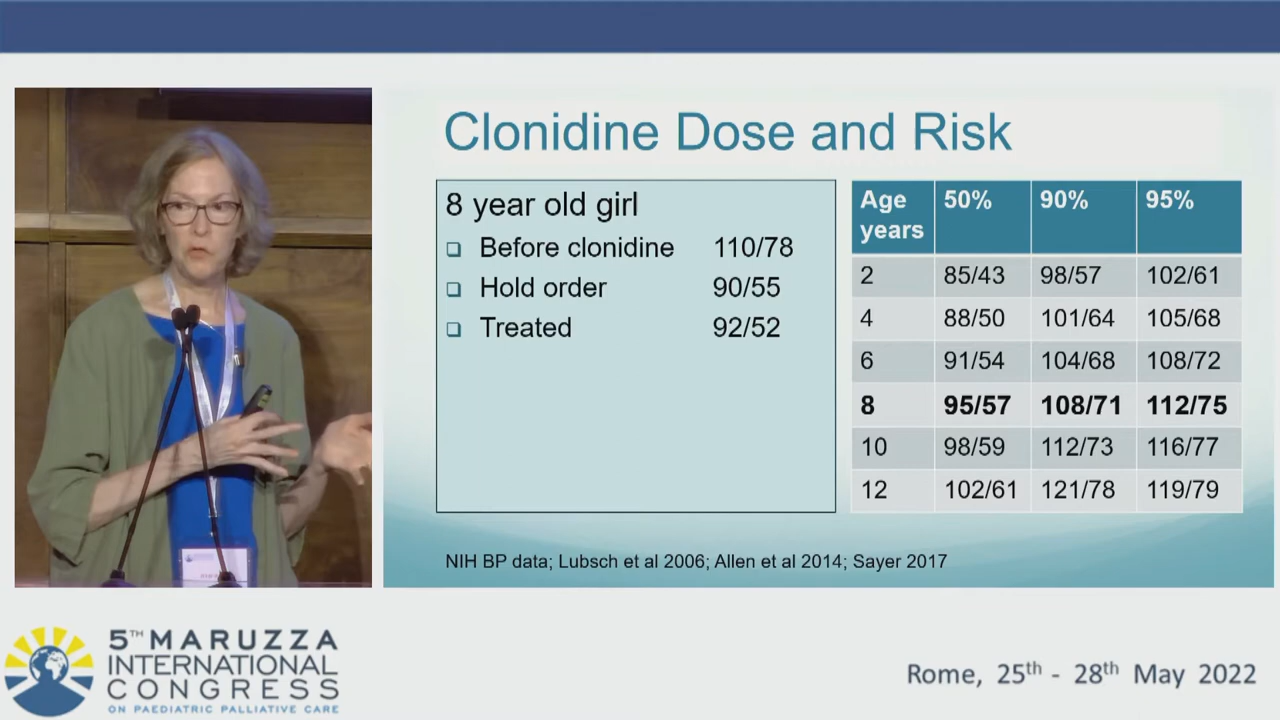 Clonidine Dose and Risk
8 year old girl
Before clonidine 110/78
Hold order 90/55
Treated 92/52
Age years 50% 90% 95%
2 85/43 98/57 102/61
4 88/50 101/64 105/68
6 91/54 104/68 108/72
8 95/57 108/71 112/75
10 98/59 112/73 116/77
12 102/61 121/78 119/79
NIH BP data; Lubsch et al 2006; Allen et al 2014; Sayer 2017
5TH MARUZZA
INTERNATIONAL
CONGRESS
ON PAEDIATRIC PALLIATIVE CARE
Rome, 25th - 28th May 2022